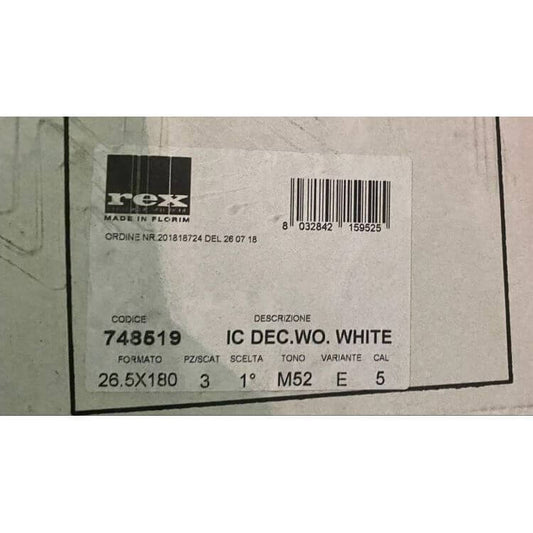 rex
MADE IN FLORIM
ORDINE NR.201818724 DEL 26 07 18
8 032842 159525
CODICE DESCRIZIONE
748519 IC DEC.WO. WHITE
FORMATO PZ/SCAT SCELTA TONO VARIANTE CAL
26.5X180 3 1° M52 E 5